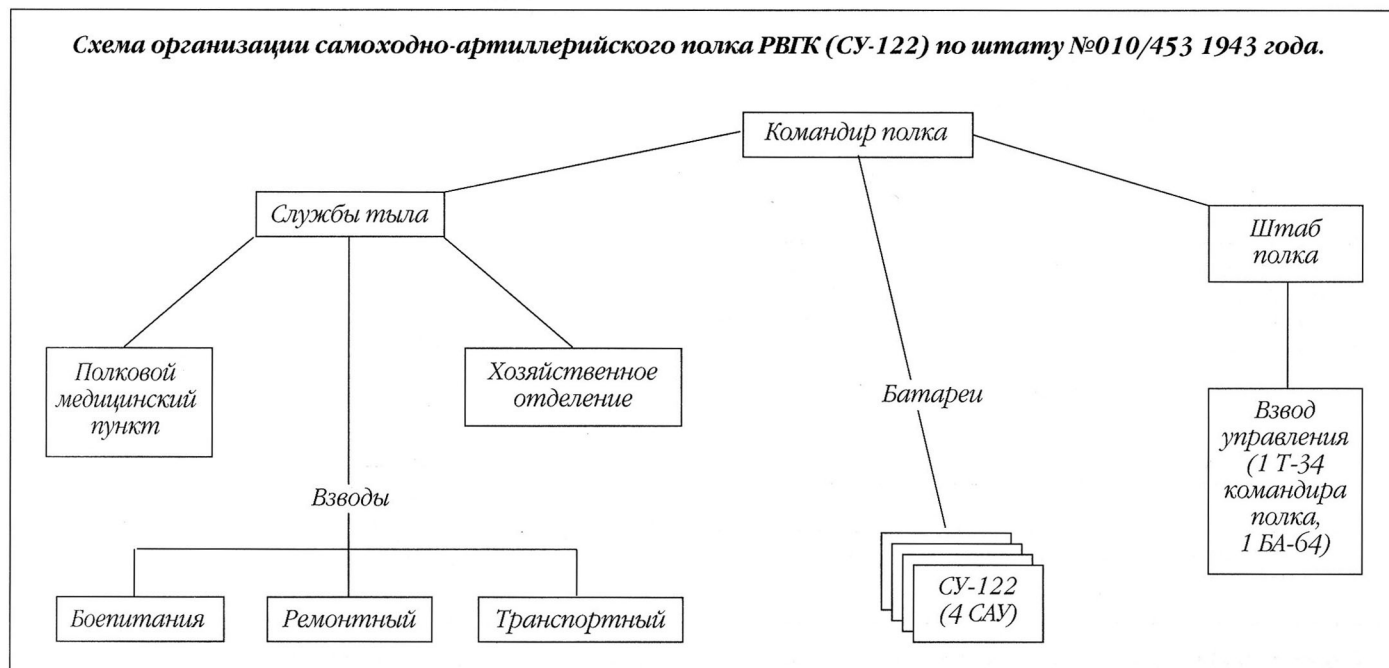 Схема организации самоходно-артиллерийского полка РВГК (СУ-122) по штату №010/453 1943 года.
Командир полка
Службы тыла
Штаб
полка
Полковой
медицинский
пункт
Хозяйственное
отделение
Батареи
Взвод
управления
(1 Т-34
командира
полка,
1 БА-64)
Взводы
СУ-122
(4 САУ)
Боепитания
Ремонтный
Транспортный